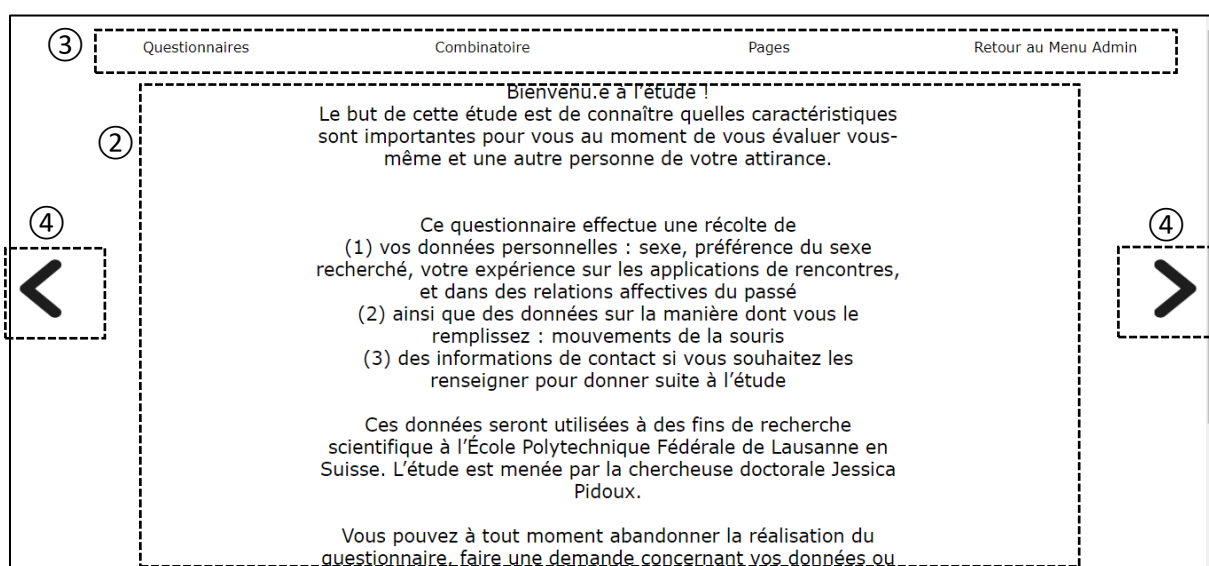 ③ Questionnaires Combinatoire Pages Retour au Menu Admin
Bienvenu.e à l'étude !
Le but de cette étude est de connaître quelles caractéristiques
② sont importantes pour vous au moment de vous évaluer vous-
même et une autre personne de votre attirance.
④ ④
Ce questionnaire effectue une récolte de
(1) vos données personnelles : sexe, préférence du sexe
recherché, votre expérience sur les applications de rencontres,
et dans des relations affectives du passé
(2) ainsi que des données sur la manière dont vous le
remplissez : mouvements de la souris
(3) des informations de contact si vous souhaitez les
renseigner pour donner suite à l'étude
Ces données seront utilisées à des fins de recherche
scientifique à l'École Polytechnique Fédérale de Lausanne en
Suisse. L'étude est menée par la chercheuse doctorale Jessica
Pidoux.
Vous pouvez à tout moment abandonner la réalisation du
questionnaire, faire une demande concernant vos données ou